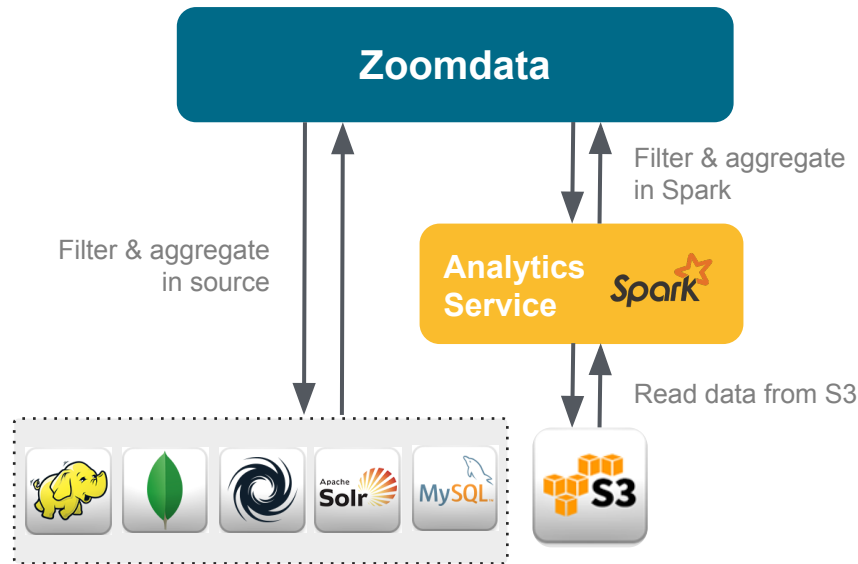 Zoomdata
Filter & aggregate
in Spark
Filter & aggregate
in source
Analytics
Service
Spark
Read data from S3
Apache
Solr
MySQL
S3